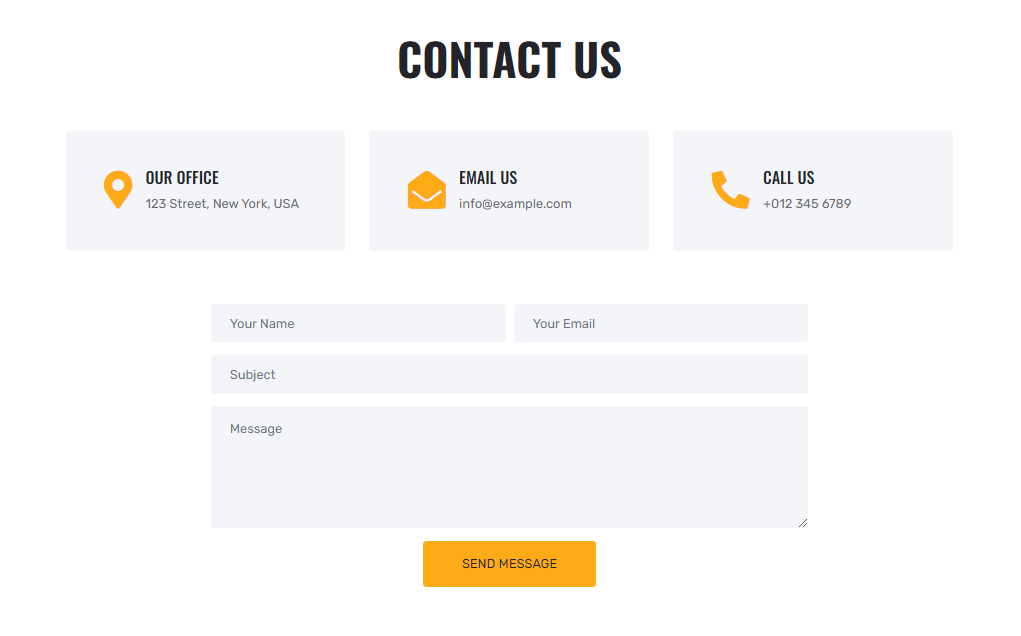 CONTACT US
OUR OFFICE
123 Street, New York, USA
EMAIL US
info@example.com
CALL US
+012 345 6789
Your Name
Your Email
Subject
Message
SEND MESSAGE